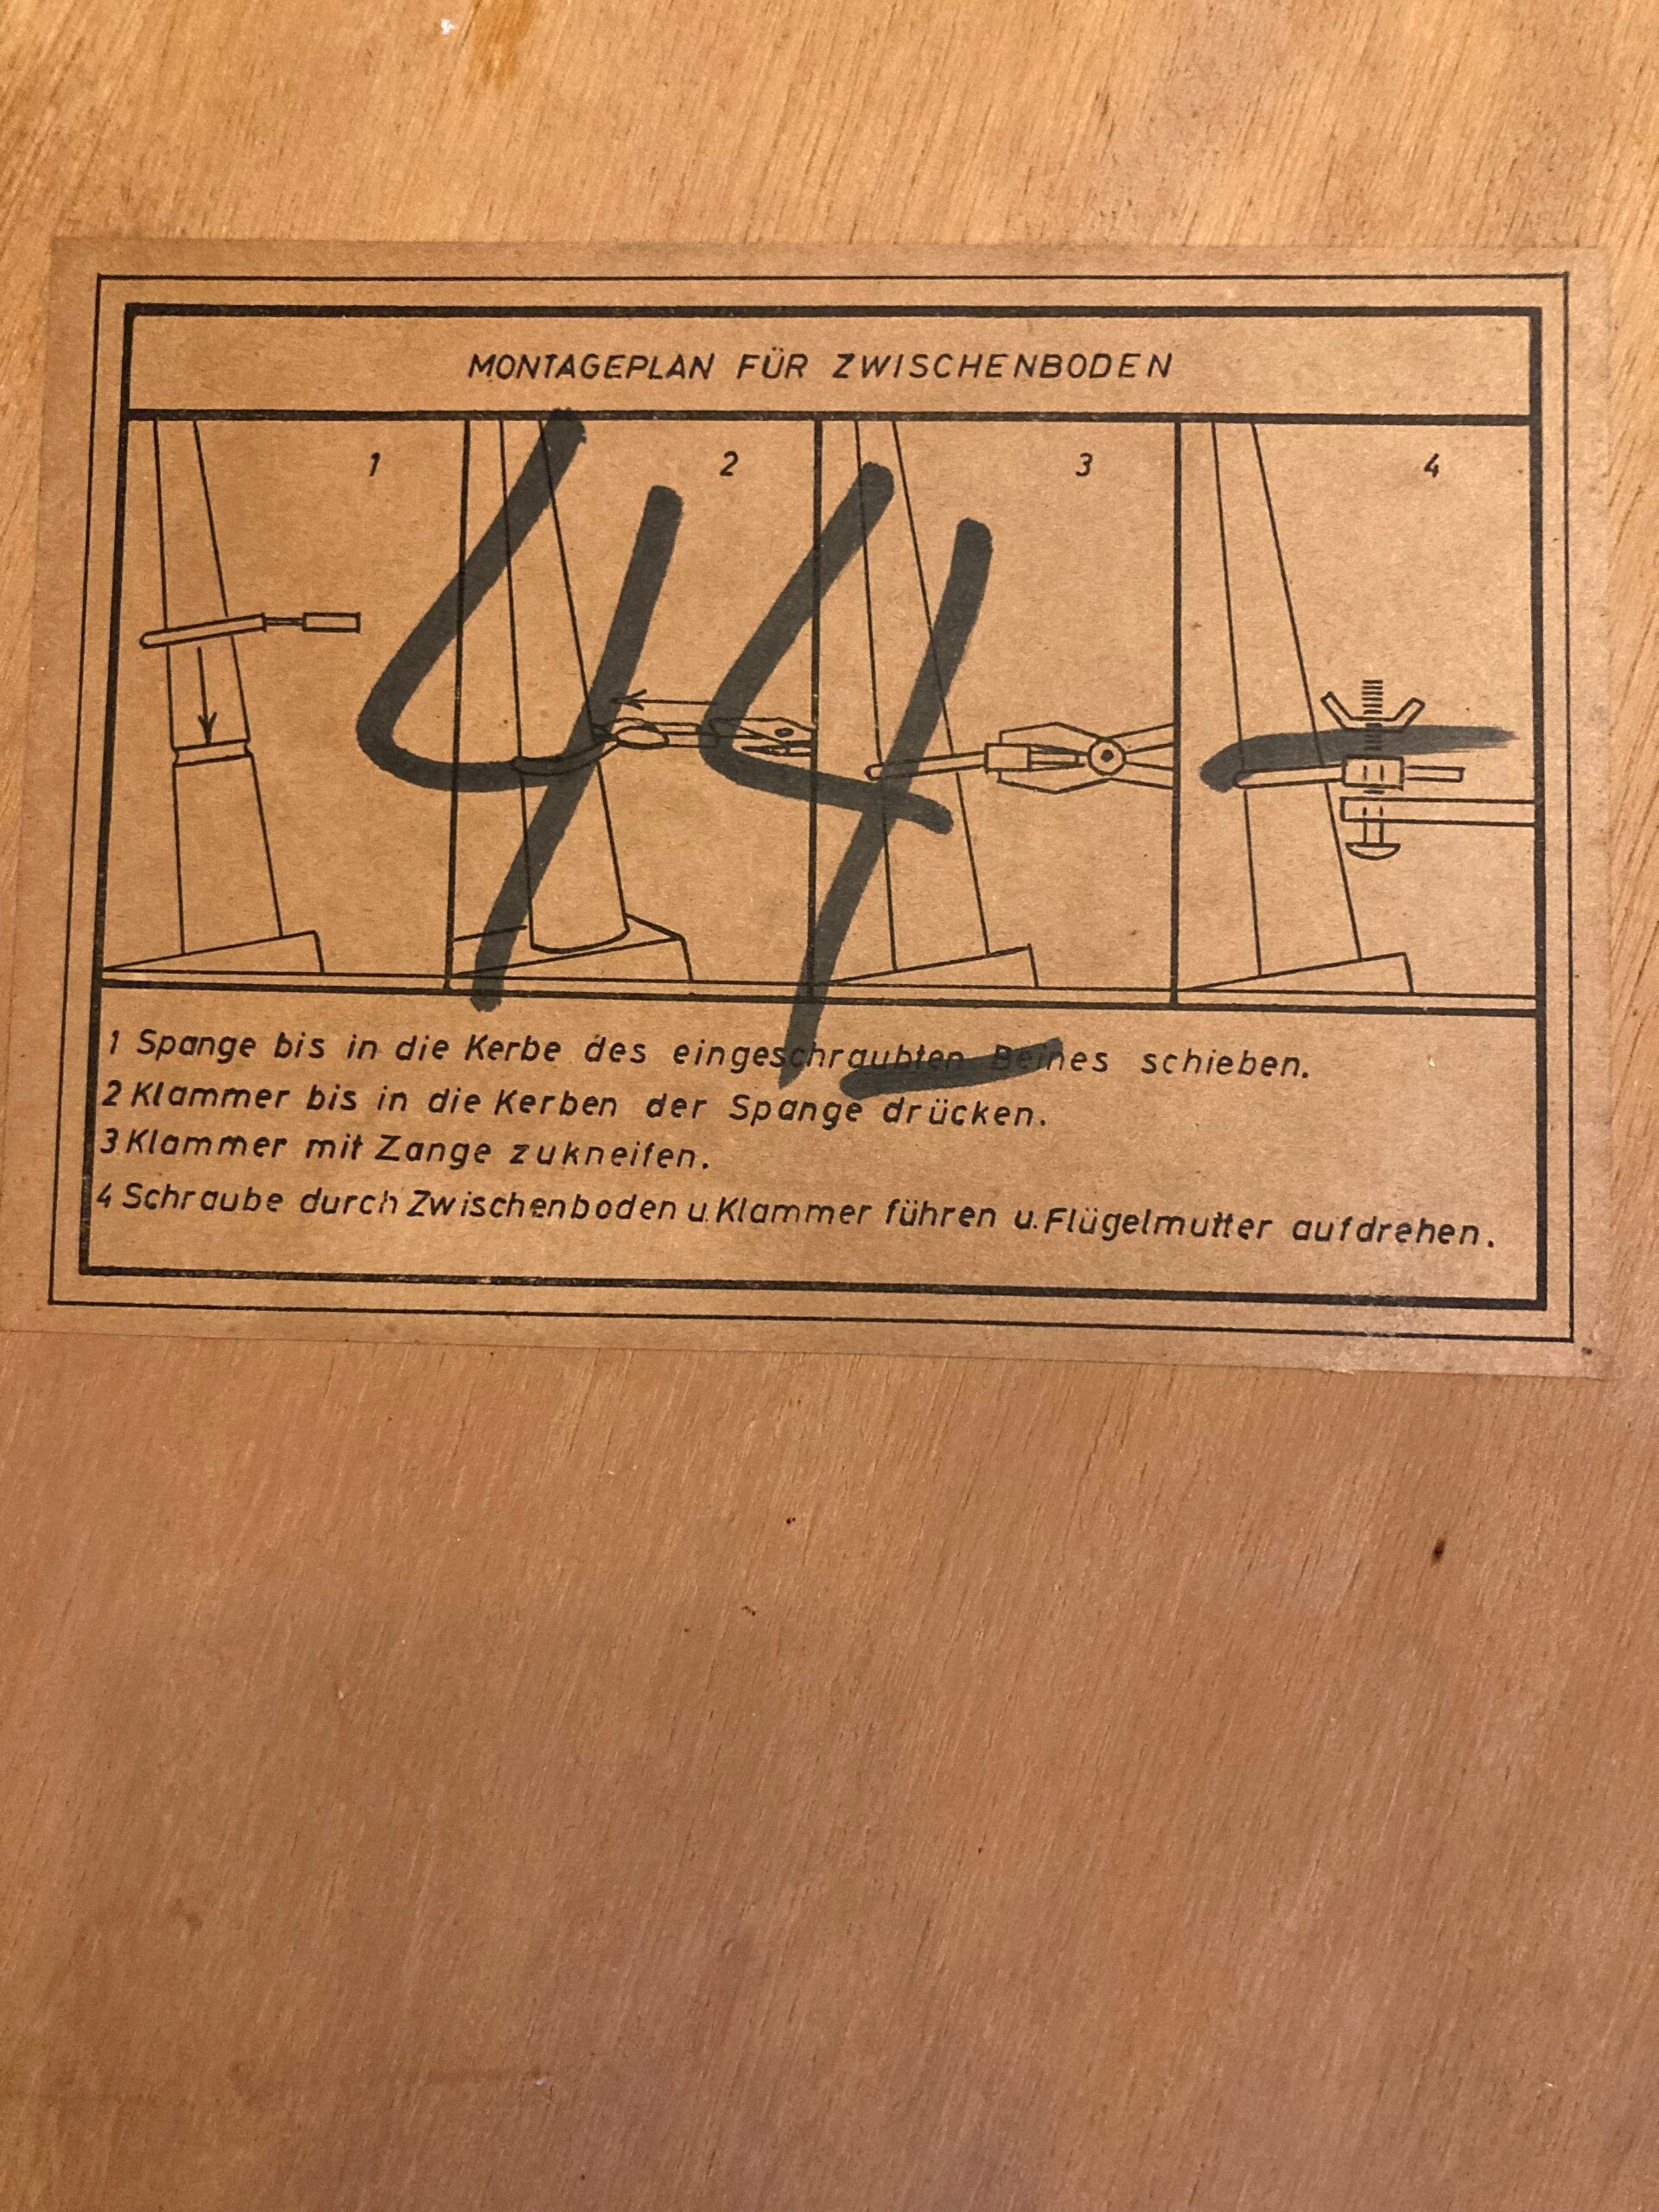 MONTAGEPLAN FÜR ZWISCHENBODEN
1 2 3 4
44,-
1 Spange bis in die Kerbe des eingeschraubten Beines schieben.
2 Klammer bis in die Kerben der Spange drücken.
3 Klammer mit Zange zukneifen.
4 Schraube durch Zwischenboden u. Klammer führen u. Flügelmutter aufdrehen.